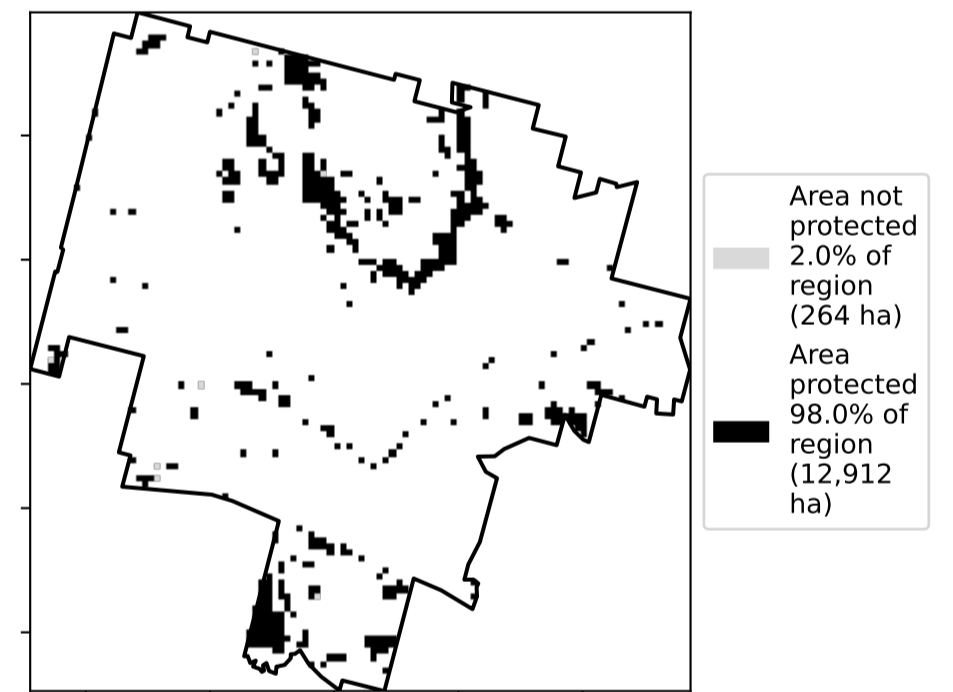 Area not
protected
2.0% of
region
(264 ha)
Area
protected
98.0% of
region
(12,912
ha)